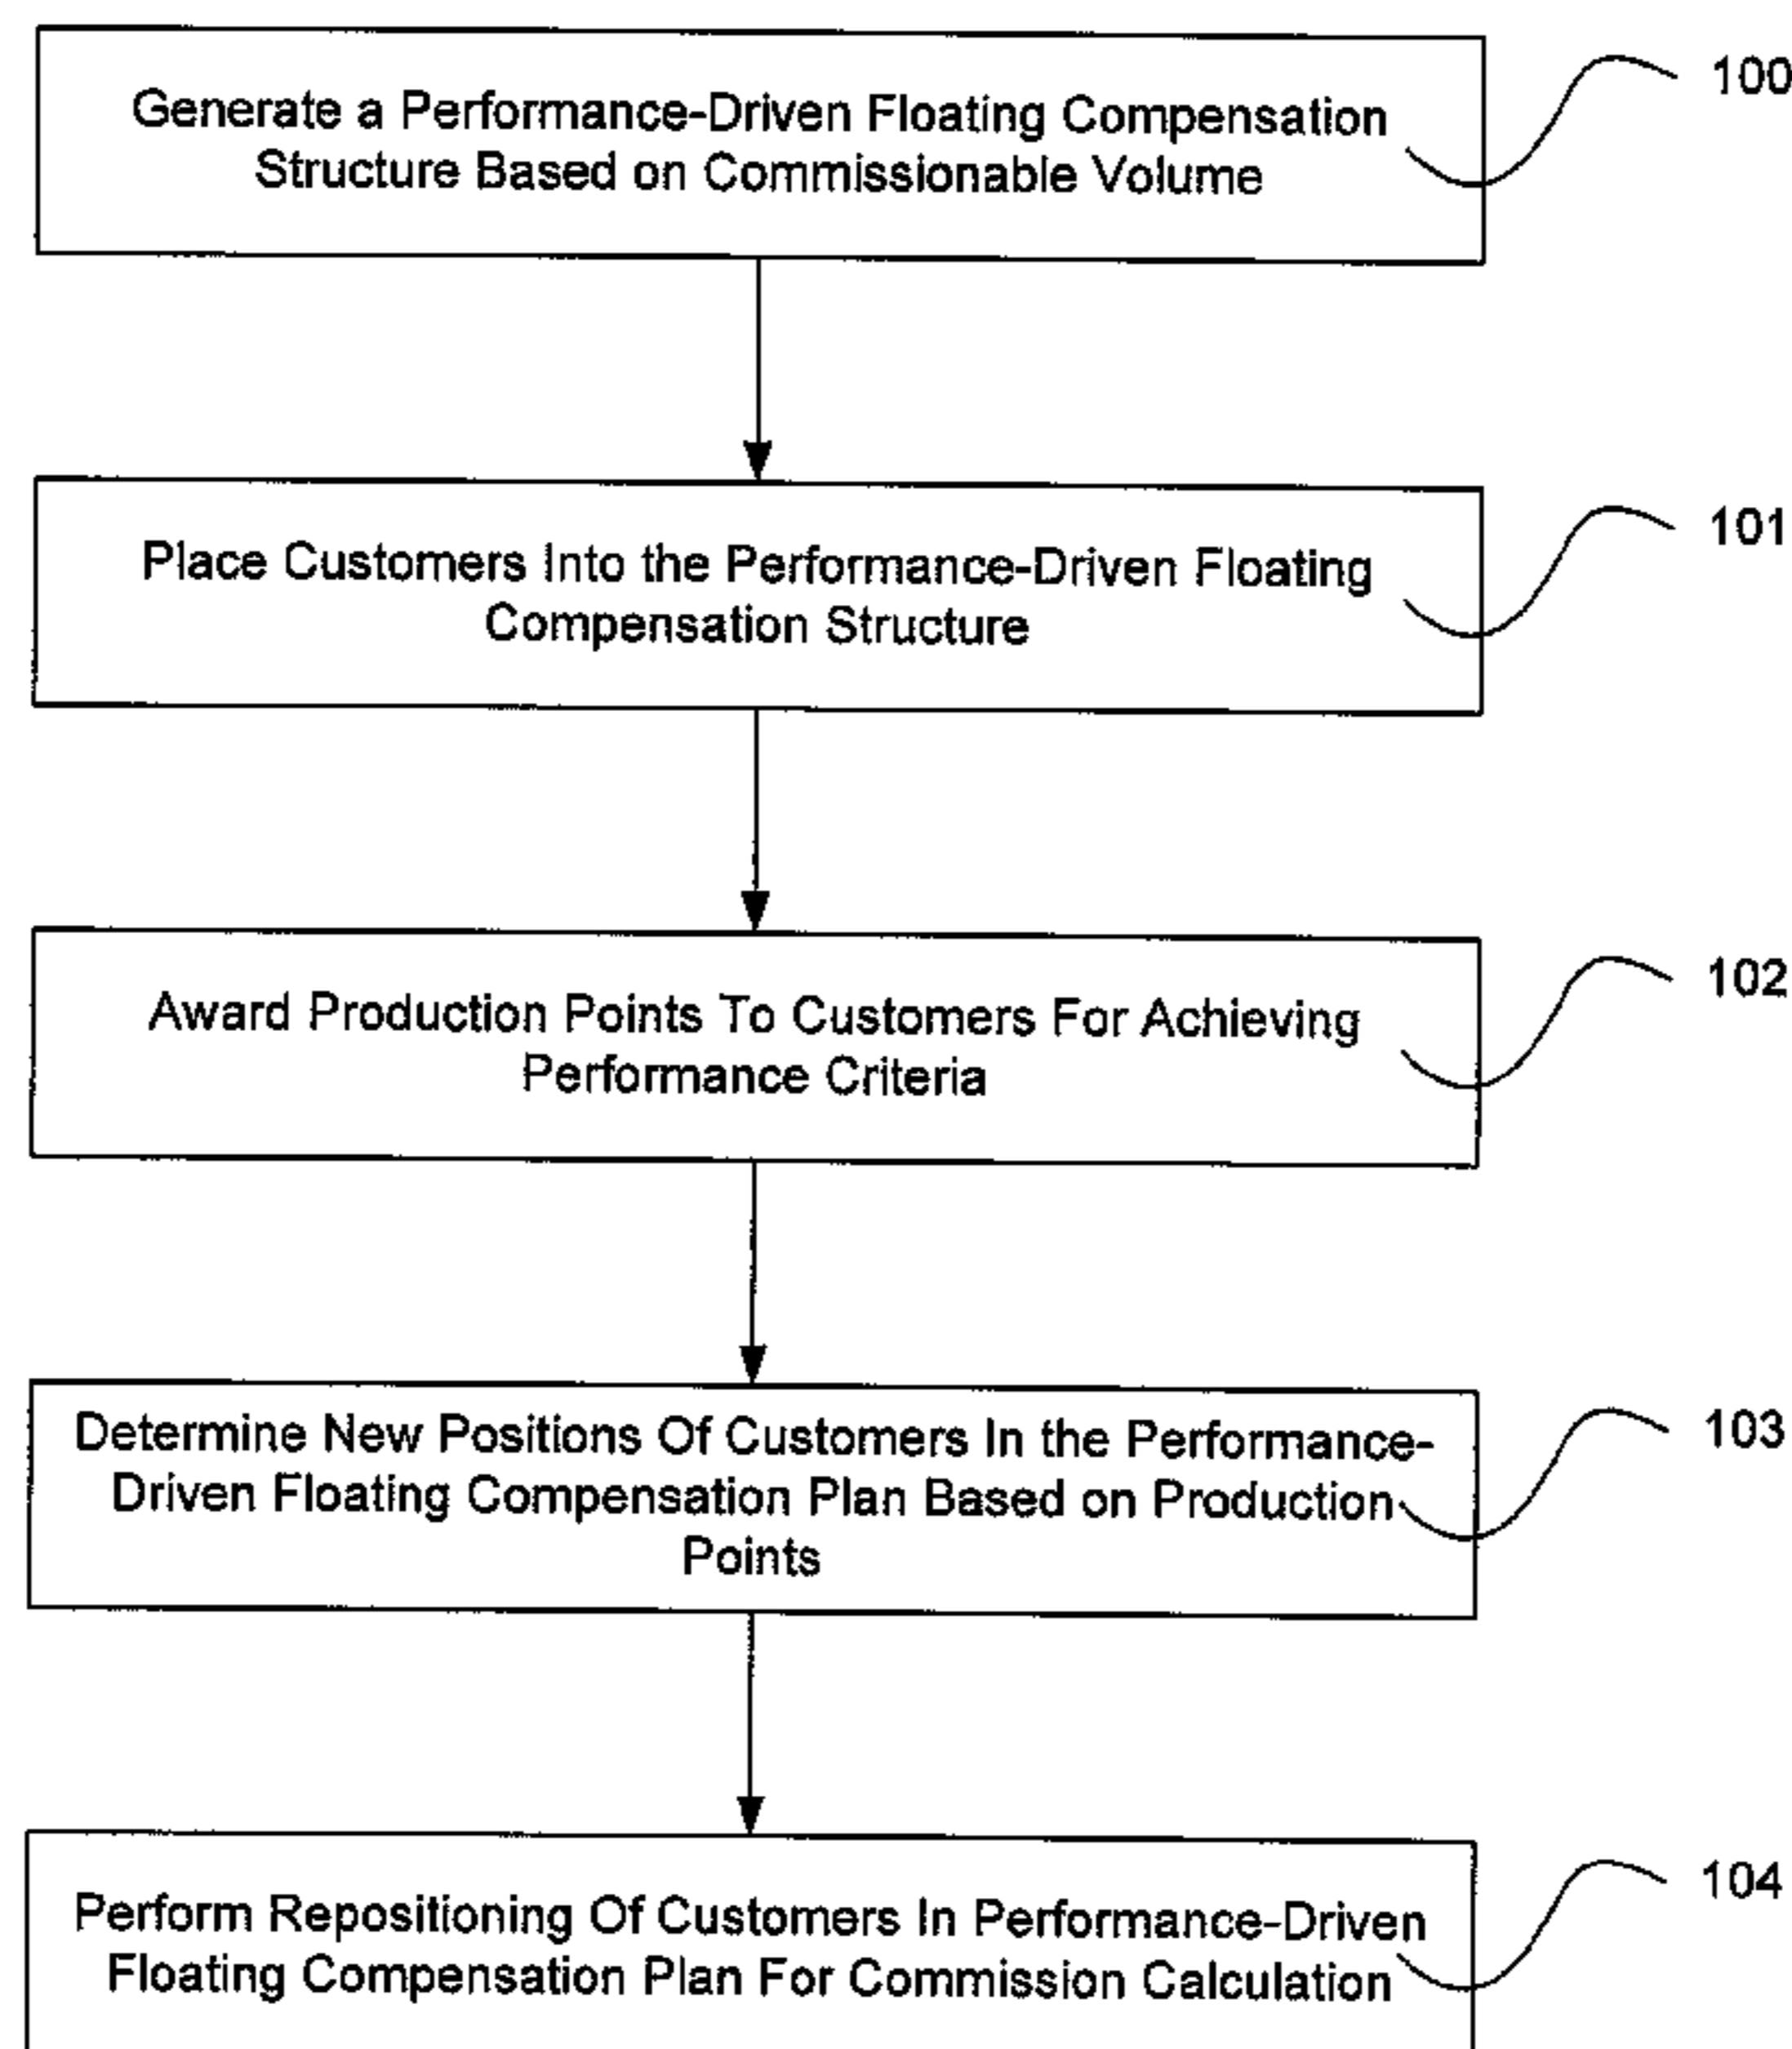 Generate a Performance-Driven Floating Compensation
Structure Based on Commissionable Volume
100
Place Customers Into the Performance-Driven Floating
Compensation Structure
101
Award Production Points To Customers For Achieving
Performance Criteria
102
Determine New Positions Of Customers In the Performance-
Driven Floating Compensation Plan Based on Production
Points
103
Perform Repositioning Of Customers In Performance-Driven
Floating Compensation Plan For Commission Calculation
104